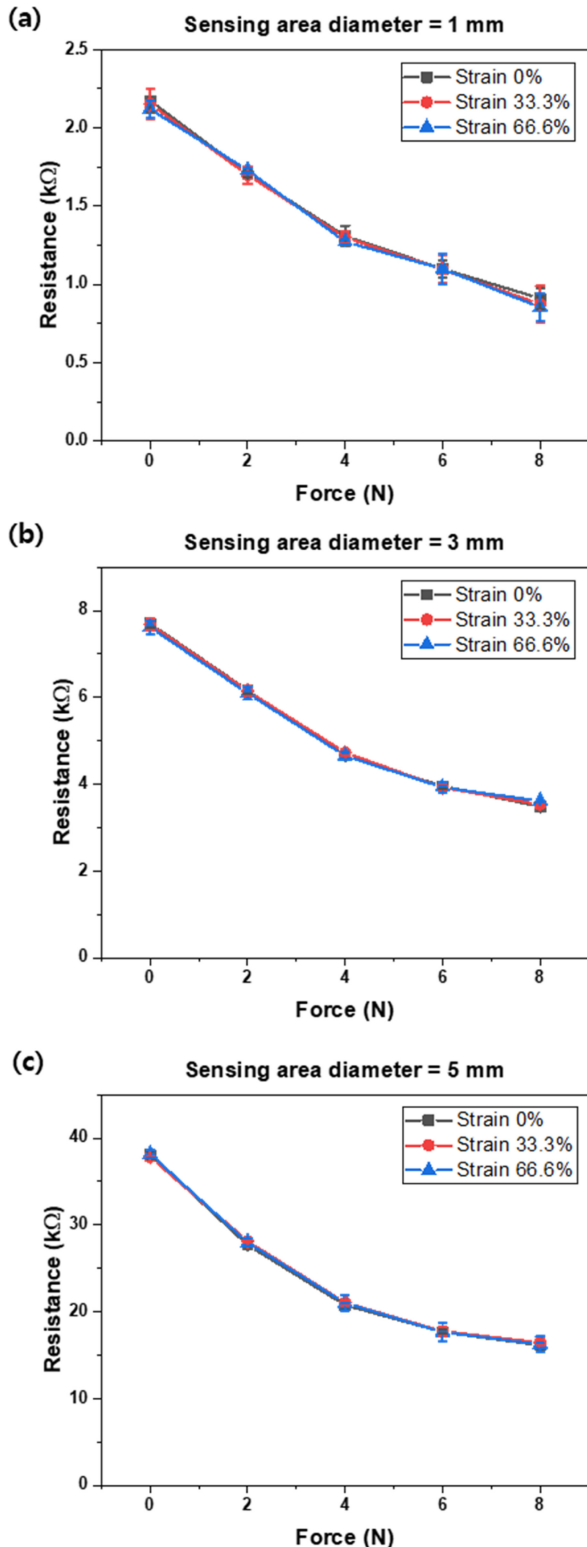 (a)
Sensing area diameter = 1 mm
2.5
2.0
1.5
1.0
0.5
0.0
Resistance (kΩ)
Strain 0%
Strain 33.3%
Strain 66.6%
0 2 4 6 8
Force (N)
(b)
Sensing area diameter = 3 mm
8
6
4
2
0
Resistance (kΩ)
Strain 0%
Strain 33.3%
Strain 66.6%
0 2 4 6 8
Force (N)
(c)
Sensing area diameter = 5 mm
40
30
20
10
0
Resistance (kΩ)
Strain 0%
Strain 33.3%
Strain 66.6%
0 2 4 6 8
Force (N)